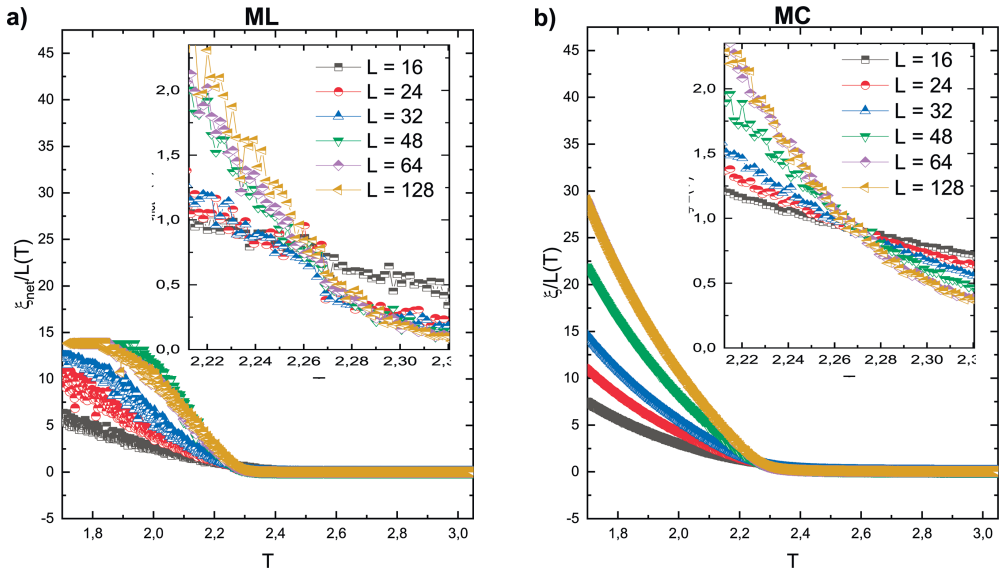 a)
ML
ξnet/L(T)
45
40
35
30
25
20
15
10
5
0
-5
1,8
2,0
2,2
2,4
2,6
2,8
3,0
T
2,0
1,5
1,0
0,5
0,0
2,22
2,24
2,26
2,28
2,30
L = 16
L = 24
L = 32
L = 48
L = 64
L = 128
b)
MC
ξ/L(T)
45
40
35
30
25
20
15
10
5
0
-5
1,8
2,0
2,2
2,4
2,6
2,8
3,0
T
2,0
1,5
1,0
0,5
0,0
2,22
2,24
2,26
2,28
2,30
L = 16
L = 24
L = 32
L = 48
L = 64
L = 128